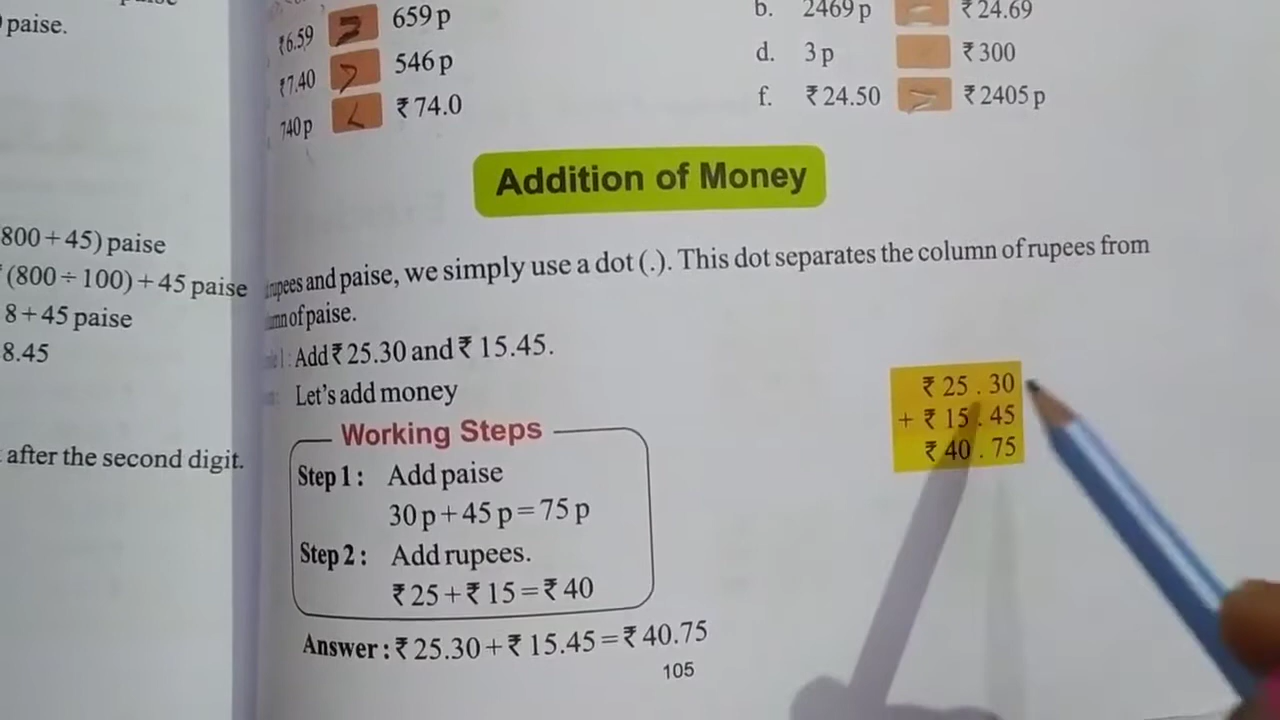 paise.
800+45) paise
(800÷100)+45 paise
8+45 paise
8.45
after the second digit.
₹6.59 = 659 p
₹7.40 > 546 p
740 p < ₹ 74.0
b. 2469 p = ₹ 24.69
d. 3 p ₹ 300
f. ₹ 24.50 = ₹ 2405 p
Addition of Money
and paise, we simply use a dot (.). This dot separates the column of rupees from
of paise.
Add ₹ 25.30 and ₹ 15.45.
Let's add money
Working Steps
Step 1 : Add paise
30 p + 45 p = 75 p
Step 2 : Add rupees.
₹ 25 + ₹ 15 = ₹ 40
Answer : ₹ 25.30 + ₹ 15.45 = ₹ 40.75
₹ 25 . 30
+ ₹ 15 . 45
₹ 40 . 75
105